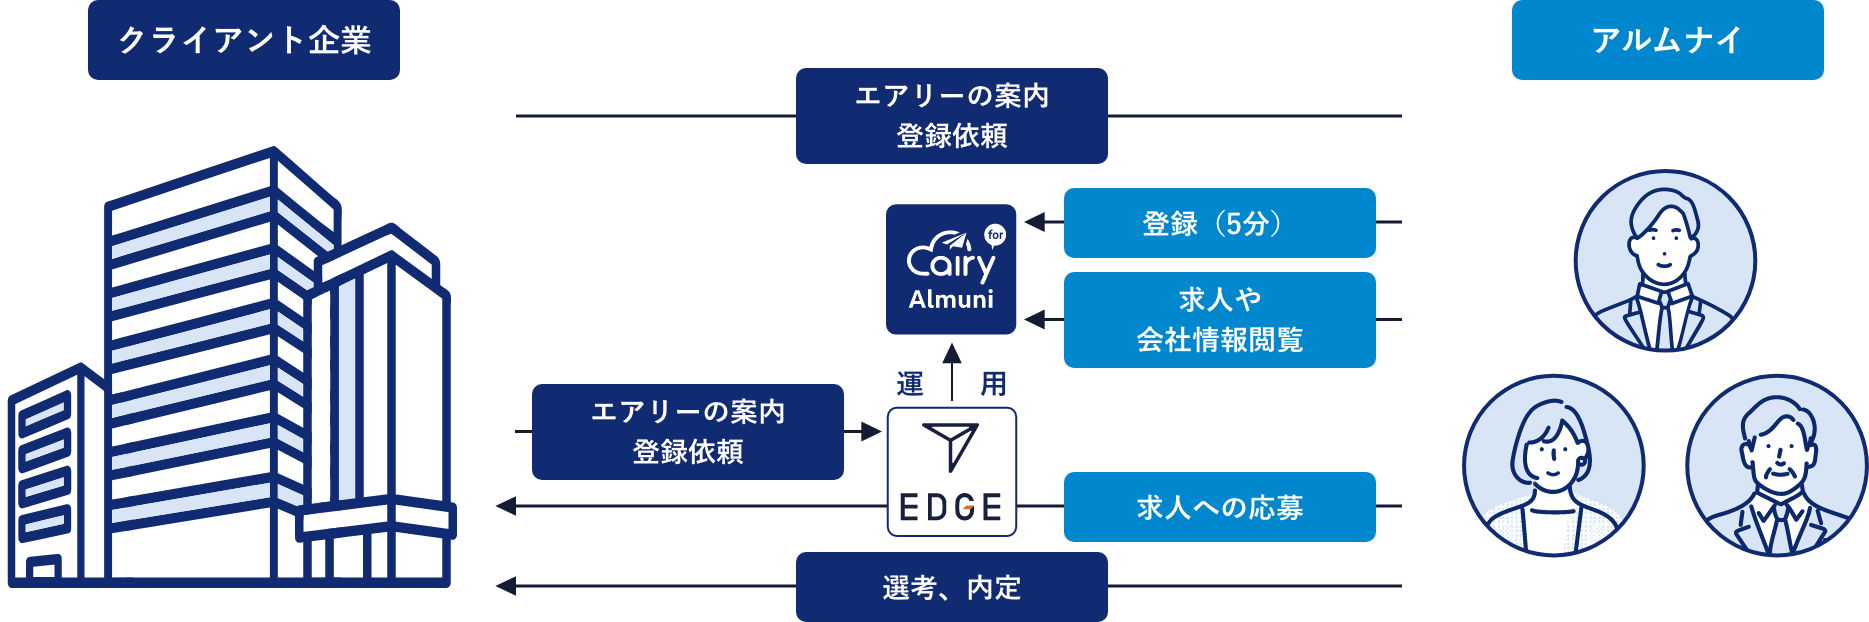 クライアント企業
アルムナイ
エアリーの案内
登録依頼
登録（5分）
for
airy
Almuni
求人や
会社情報閲覧
運 用
エアリーの案内
登録依頼
EDGE
求人への応募
選考、内定